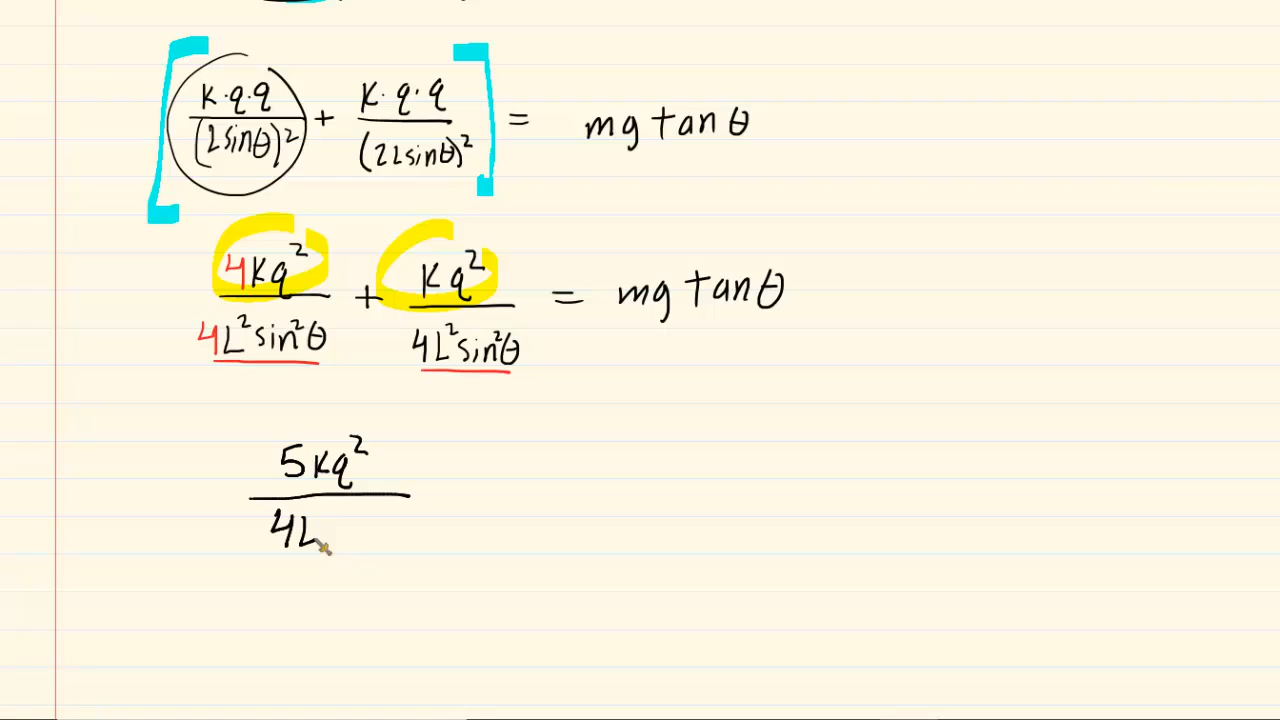 [ K·q·q/(Lsinθ)² + K·q·q/(2Lsinθ)² ] = mg tanθ
4Kq²/4L²sin²θ + Kq²/4L²sin²θ = mg tanθ
5Kq²/4L